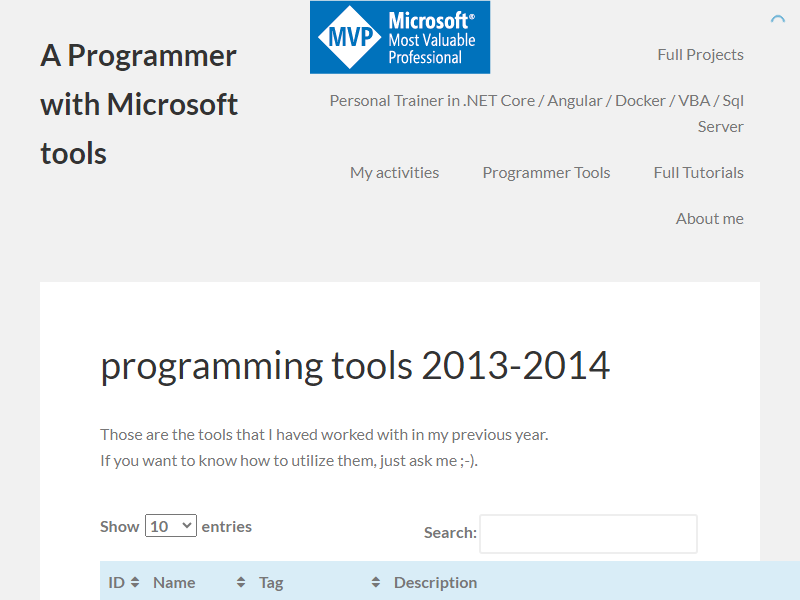 A Programmer
with Microsoft
tools
MVP
Microsoft®
Most Valuable
Professional
Full Projects
Personal Trainer in .NET Core / Angular / Docker / VBA / Sql
Server
My activities
Programmer Tools
Full Tutorials
About me
programming tools 2013-2014
Those are the tools that I haved worked with in my previous year.
If you want to know how to utilize them, just ask me ;-).
Show 10 entries
Search:
ID Name Tag Description